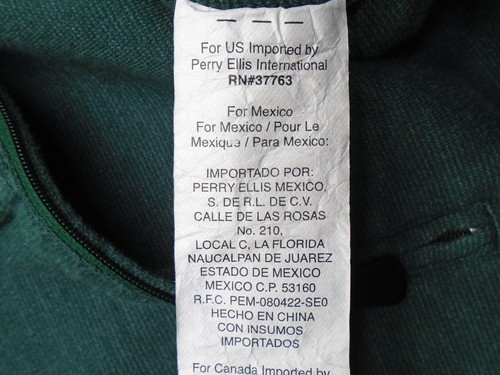 For US Imported by
Perry Ellis International
RN#37763
For Mexico
For Mexico / Pour Le
Mexique / Para Mexico:
IMPORTADO POR:
PERRY ELLIS MEXICO,
S. DE R.L. DE C.V.
CALLE DE LAS ROSAS
No. 210,
LOCAL C, LA FLORIDA
NAUCALPAN DE JUAREZ
ESTADO DE MEXICO
MEXICO C.P. 53160
R.F.C. PEM-080422-SE0
HECHO EN CHINA
CON INSUMOS
IMPORTADOS
For Canada Imported by